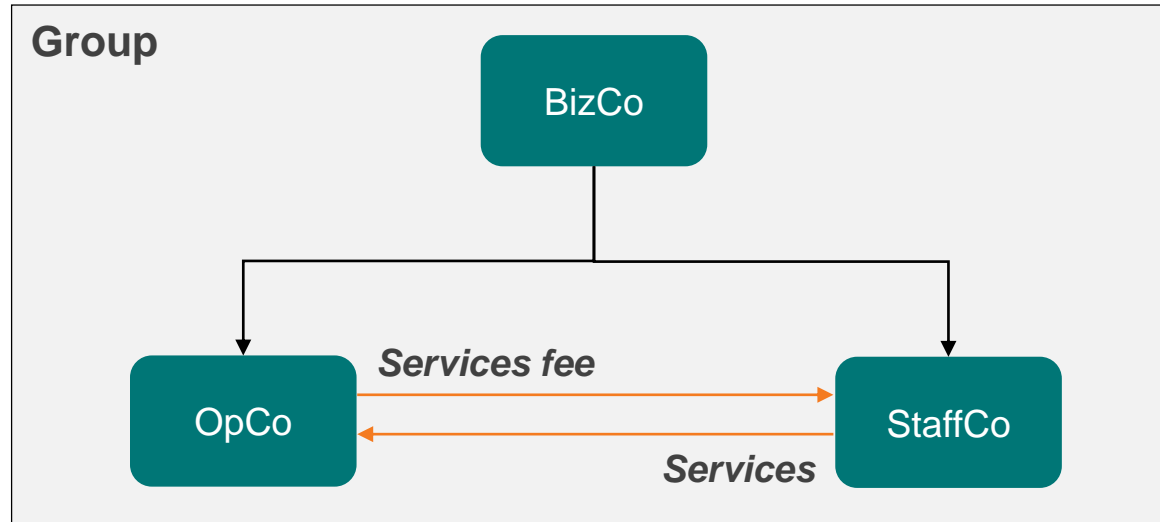 Group
BizCo
Services fee
OpCo
StaffCo
Services